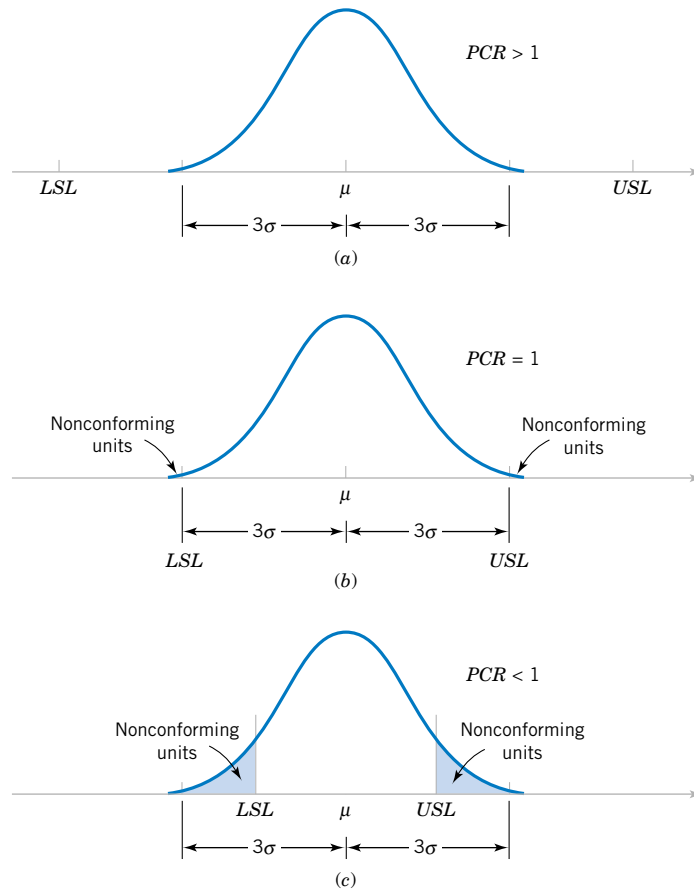 PCR > 1
LSL
μ
USL
3σ
3σ
(a)
PCR = 1
Nonconforming
units
Nonconforming
units
μ
3σ
3σ
LSL
USL
(b)
PCR < 1
Nonconforming
units
Nonconforming
units
LSL
μ
USL
3σ
3σ
(c)